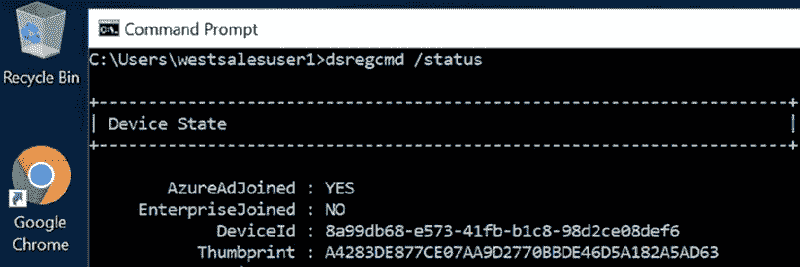 Command Prompt
C:\Users\westsalesuser1>dsregcmd /status
Recycle Bin
+----------------------------------------------------------------------+
| Device State |
+----------------------------------------------------------------------+
AzureAdJoined : YES
EnterpriseJoined : NO
DeviceId : 8a99db68-e573-41fb-b1c8-98d2ce08def6
Thumbprint : A4283DE877CE07AA9D2770BBDE46D5A182A5AD63
Google
Chrome